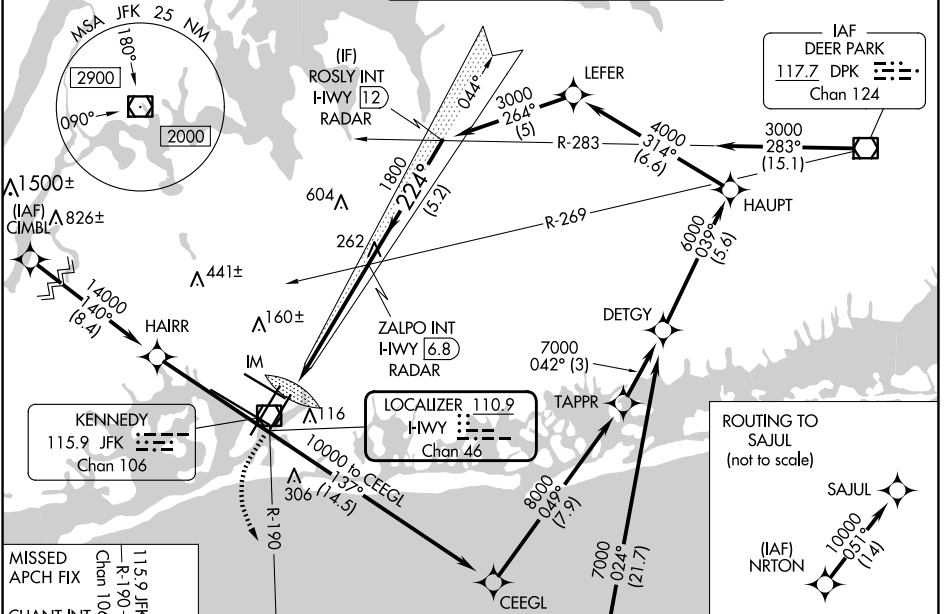 MSA JFK 25 NM
180°
2900
090°
2000
1500±
(IAF)
CIMBL
826±
441±
604
262
160±
14000
140°
(8.4)
HAIRR
IM
KENNEDY
115.9 JFK
Chan 106
116
306
R-190
10000 to CEEGL
137°
(14.5)
LOCALIZER 110.9
I-WY
Chan 46
(IF)
ROSLY INT
I-WY 12
RADAR
044°
1800
224°
(5.2)
ZALPO INT
I-WY 6.8
RADAR
LEFER
3000
264°
(5)
4000
314°
(6.6)
R-283
R-269
3000
283°
(15.1)
IAF
DEER PARK
117.7 DPK
Chan 124
HAUPT
6000
039°
(5.6)
DETGY
7000
042° (3)
TAPPR
8000
049°
(7.9)
CEEGL
7000
024°
(21.7)
ROUTING TO
SAJUL
(not to scale)
SAJUL
10000
051°
(14)
(IAF)
NRTON
MISSED
APCH FIX
115.9 JFK
R-190